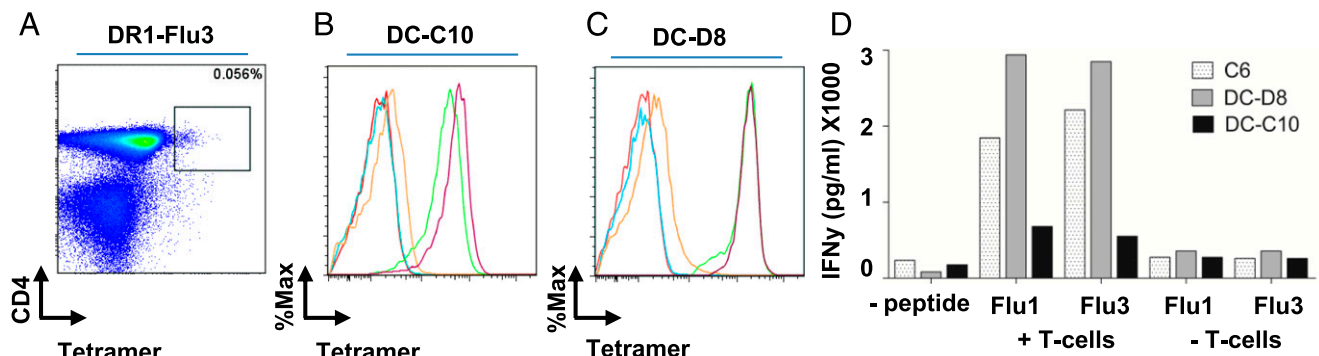 A
DR1-Flu3
0.056%
CD4
Tetramer
B
DC-C10
%Max
Tetramer
C
DC-D8
%Max
Tetramer
D
IFNy (pg/ml) X1000
3
2
1
0
C6
DC-D8
DC-C10
- peptide Flu1 Flu3 Flu1 Flu3
+ T-cells - T-cells